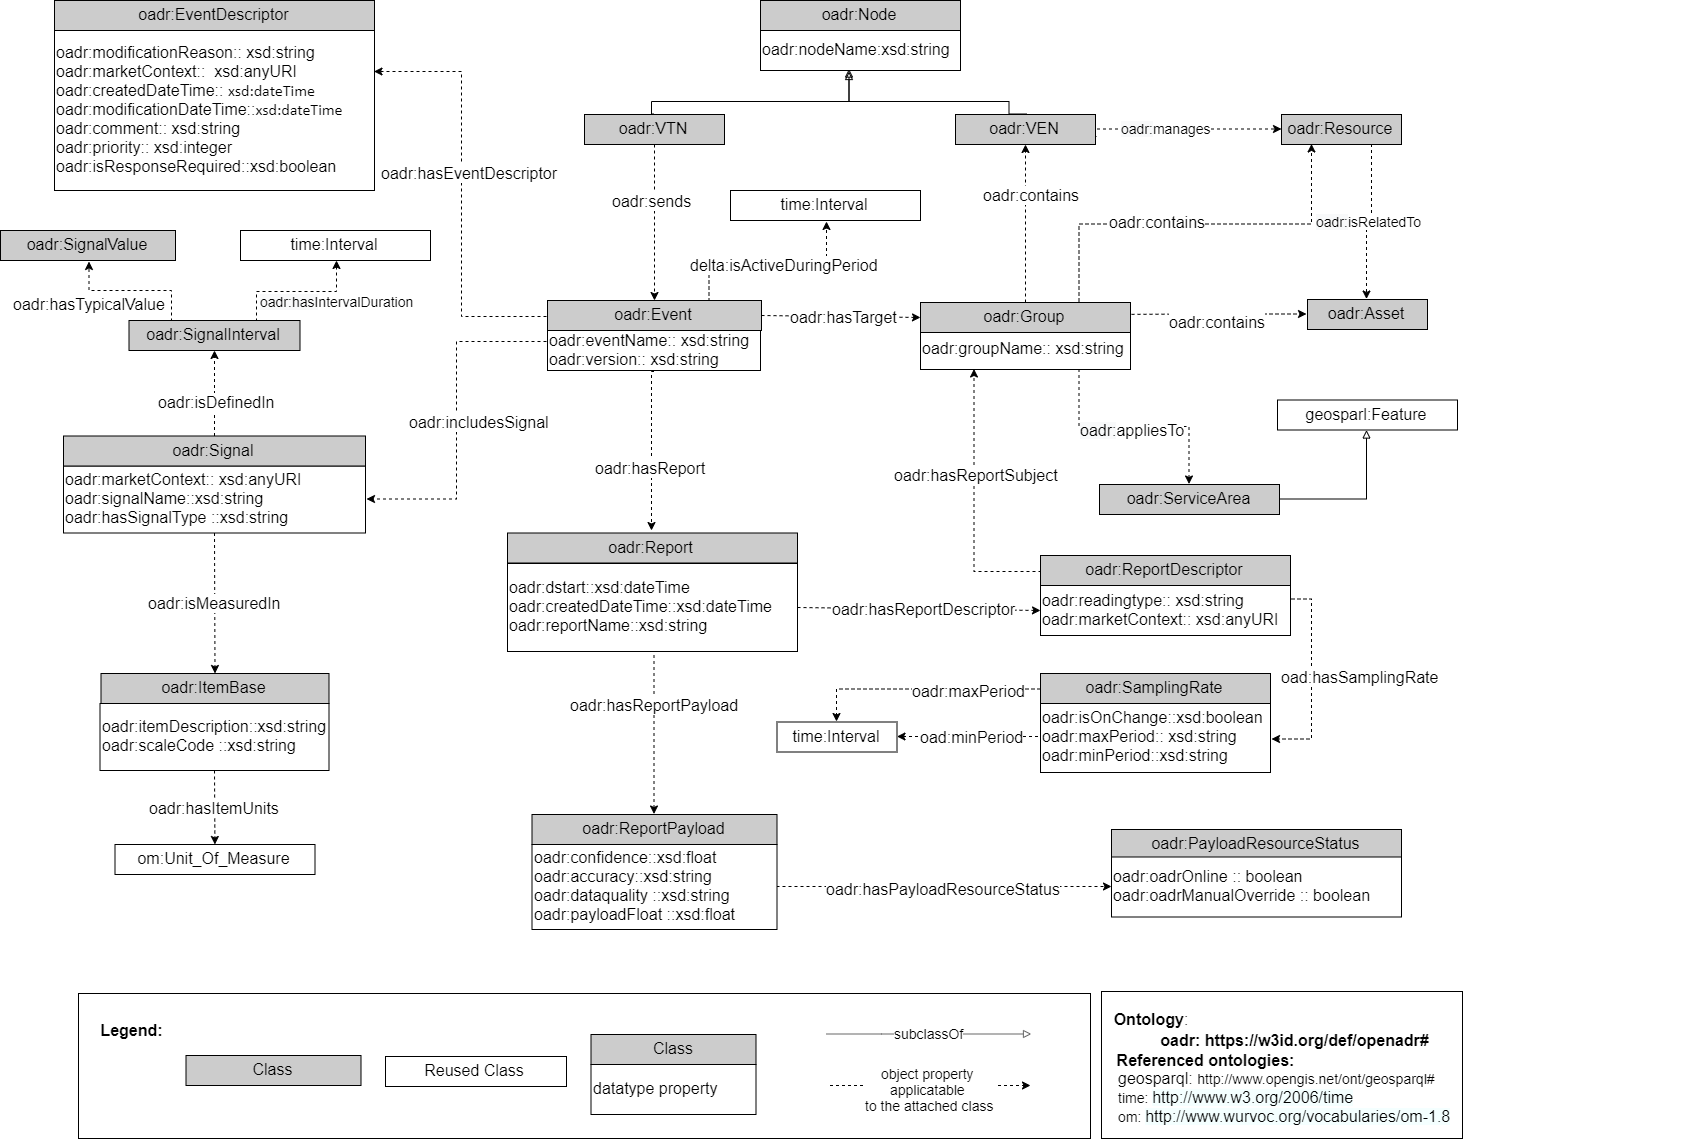 oadr:EventDescriptor
oadr:modificationReason:: xsd:string
oadr:marketContext:: xsd:anyURI
oadr:createdDateTime:: xsd:dateTime
oadr:modificationDateTime::xsd:dateTime
oadr:comment:: xsd:string
oadr:priority:: xsd:integer
oadr:isResponseRequired::xsd:boolean
oadr:Node
oadr:nodeName:xsd:string
oadr:VTN
oadr:VEN
oadr:manages
oadr:Resource
oadr:hasEventDescriptor
oadr:sends
oadr:contains
time:Interval
oadr:contains
oadr:isRelatedTo
oadr:SignalValue
time:Interval
delta:isActiveDuringPeriod
oadr:hasTypicalValue
oadr:hasIntervalDuration
oadr:SignalInterval
oadr:Event
oadr:eventName:: xsd:string
oadr:version:: xsd:string
oadr:hasTarget
oadr:Group
oadr:groupName:: xsd:string
oadr:contains
oadr:Asset
oadr:isDefinedIn
oadr:includesSignal
oadr:appliesTo
geosparl:Feature
oadr:Signal
oadr:marketContext:: xsd:anyURI
oadr:signalName::xsd:string
oadr:hasSignalType ::xsd:string
oadr:hasReport
oadr:hasReportSubject
oadr:ServiceArea
oadr:Report
oadr:dstart::xsd:dateTime
oadr:createdDateTime::xsd:dateTime
oadr:reportName::xsd:string
oadr:hasReportDescriptor
oadr:ReportDescriptor
oadr:readingtype:: xsd:string
oadr:marketContext:: xsd:anyURI
oadr:isMeasuredIn
oadr:hasSamplingRate
oadr:ItemBase
oadr:itemDescription::xsd:string
oadr:scaleCode ::xsd:string
oadr:hasReportPayload
oadr:maxPeriod
time:Interval
oad:minPeriod
oadr:SamplingRate
oadr:isOnChange::xsd:boolean
oadr:maxPeriod:: xsd:string
oadr:minPeriod::xsd:string
oadr:hasItemUnits
om:Unit_Of_Measure
oadr:ReportPayload
oadr:confidence::xsd:float
oadr:accuracy::xsd:string
oadr:dataquality ::xsd:string
oadr:payloadFloat ::xsd:float
oadr:hasPayloadResourceStatus
oadr:PayloadResourceStatus
oadr:oadrOnline :: boolean
oadr:oadrManualOverride :: boolean
Legend:
Class
Reused Class
Class
datatype property
subclassOf
object property
applicatable
to the attached class
Ontology:
oadr: https://w3id.org/def/openadr#
Referenced ontologies:
geosparql: http://www.opengis.net/ont/geosparql#
time: http://www.w3.org/2006/time
om: http://www.wurvoc.org/vocabularies/om-1.8